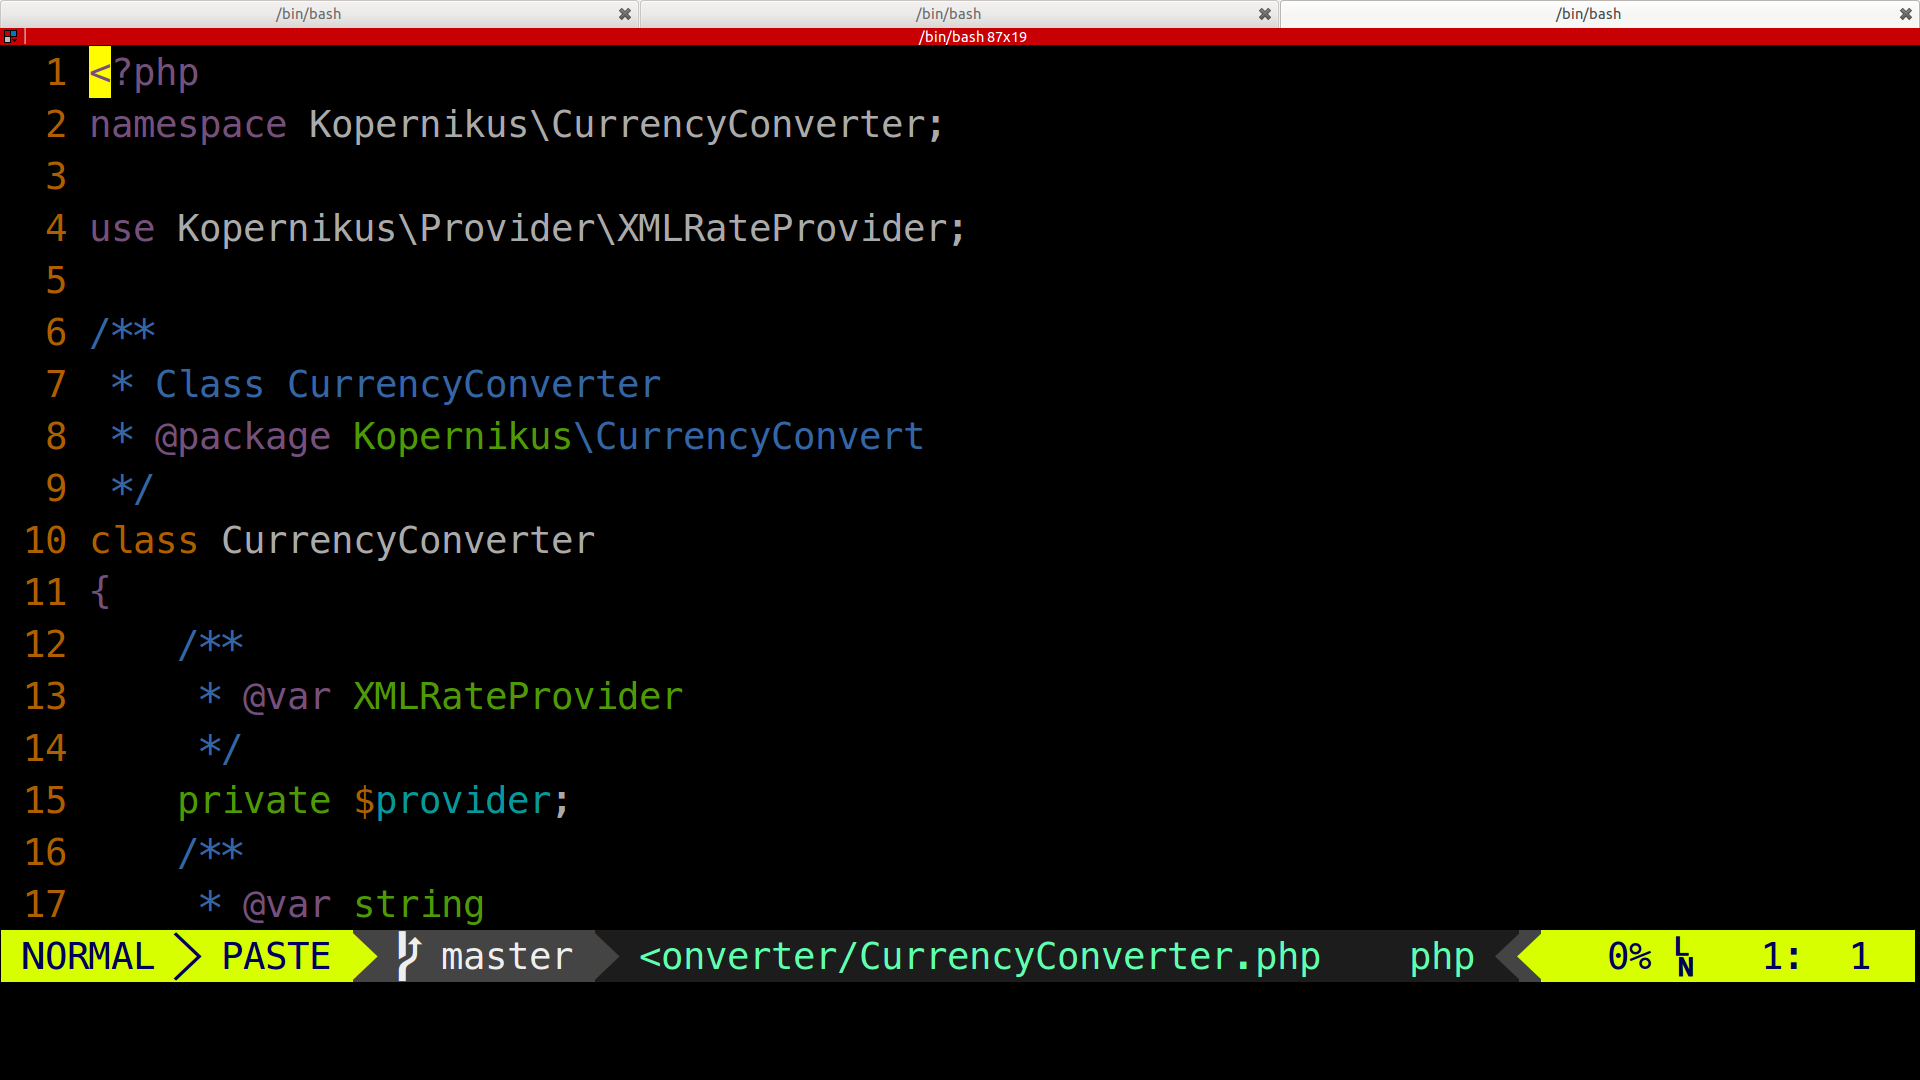 /bin/bash /bin/bash /bin/bash
/bin/bash 87x19
1 <?php
2 namespace Kopernikus\CurrencyConverter;
3
4 use Kopernikus\Provider\XMLRateProvider;
5
6 /**
7  * Class CurrencyConverter
8  * @package Kopernikus\CurrencyConvert
9  */
10 class CurrencyConverter
11 {
12     /**
13      * @var XMLRateProvider
14      */
15     private $provider;
16     /**
17      * @var string
NORMAL PASTE master <onverter/CurrencyConverter.php php 0% LN 1: 1